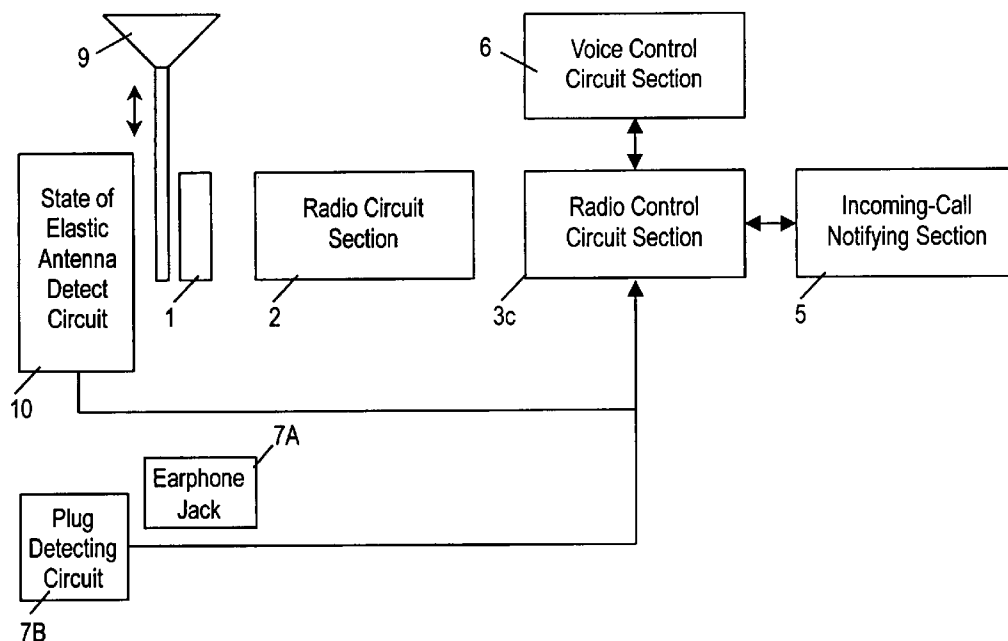 9
6
Voice Control
Circuit Section
State of
Elastic
Antenna
Detect
Circuit
10
1
Radio Circuit
Section
2
Radio Control
Circuit Section
3c
Incoming-Call
Notifying Section
5
7A
Earphone
Jack
Plug
Detecting
Circuit
7B